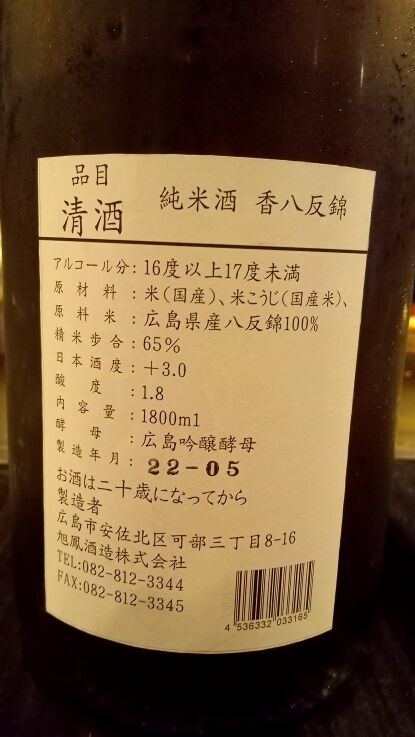 品目
清酒
純米酒 香八反錦
アルコール分:16度以上17度未満
原材料:米(国産)、米こうじ(国産米)、
原料米:広島県産八反錦100%
精米歩合:65%
日本酒度:+3.0
酸度:1.8
内容量:1800ml
酵母:広島吟醸酵母
製造年月:22-05
お酒は二十歳になってから
製造者
広島市安佐北区可部三丁目8-16
旭鳳酒造株式会社
TEL:082-812-3344
FAX:082-812-3345
4 536332 033165